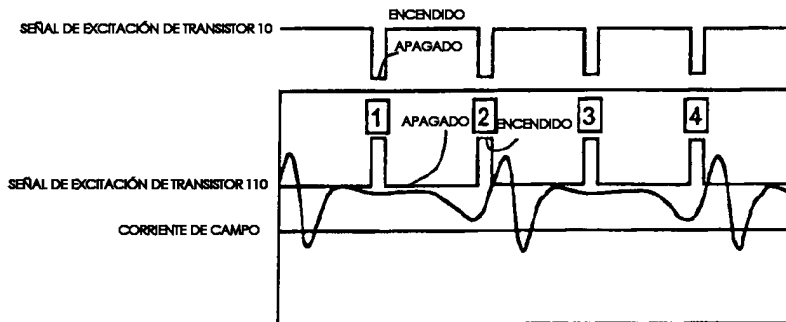 ENCENDIDO
SEÑAL DE EXCITACIÓN DE TRANSISTOR 10
APAGADO
1 2 3 4
APAGADO
ENCENDIDO
SEÑAL DE EXCITACIÓN DE TRANSISTOR 110
CORRIENTE DE CAMPO